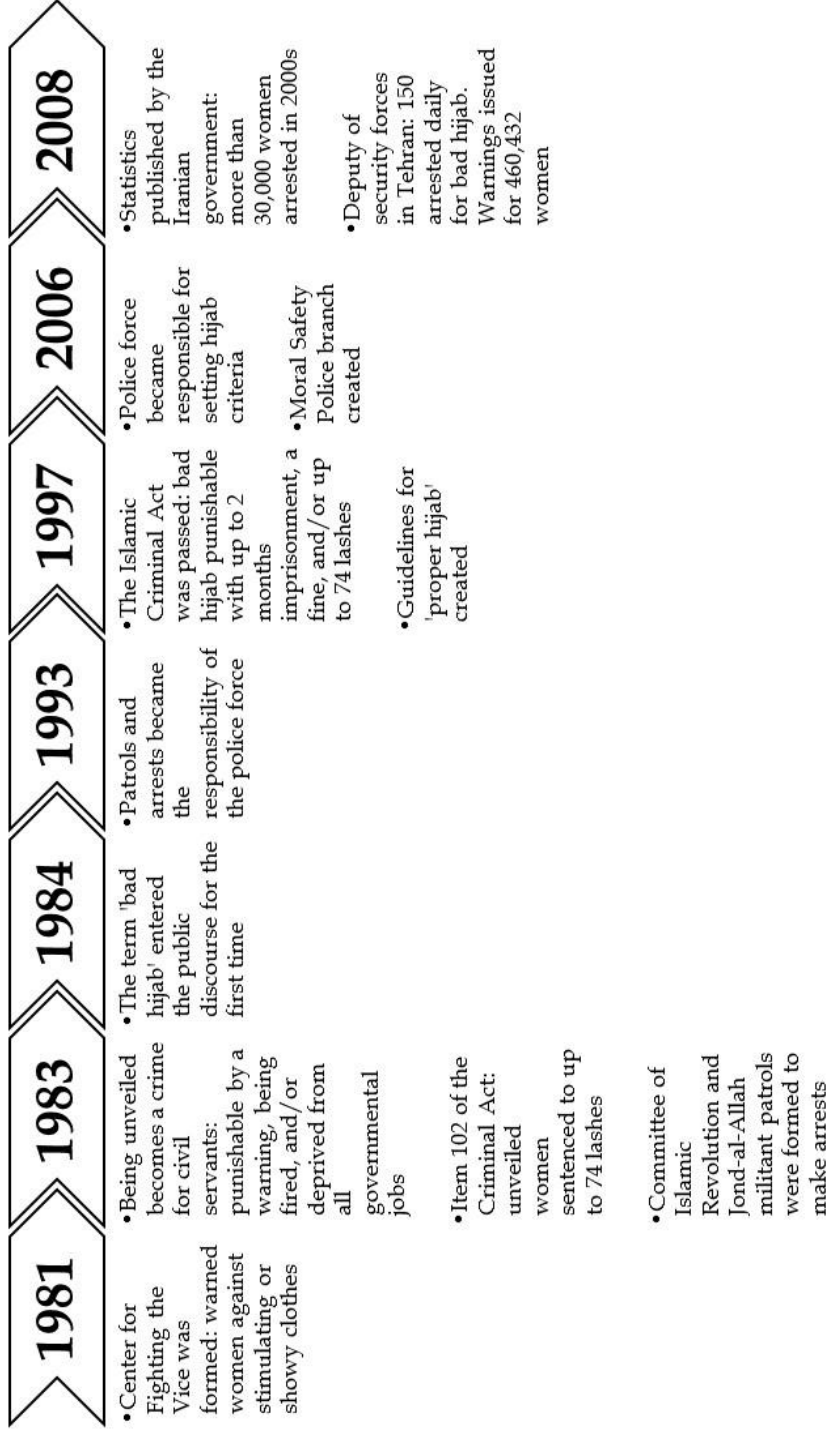 1981
•Center for
Fighting the
Vice was
formed: warned
women against
stimulating or
showy clothes
1983
•Being unveiled
becomes a crime
for civil
servants:
punishable by a
warning, being
fired, and/or
deprived from
all
governmental
jobs
•Item 102 of the
Criminal Act:
unveiled
women
sentenced to up
to 74 lashes
•Committee of
Islamic
Revolution and
Jond-al-Allah
militant patrols
were formed to
make arrests
1984
•The term 'bad
hijab' entered
the public
discourse for the
first time
1993
•Patrols and
arrests became
the
responsibility of
the police force
1997
•The Islamic
Criminal Act
was passed: bad
hijab punishable
with up to 2
months
imprisonment, a
fine, and/or up
to 74 lashes
•Guidelines for
'proper hijab'
created
2006
•Police force
became
responsible for
setting hijab
criteria
•Moral Safety
Police branch
created
2008
•Statistics
published by the
Iranian
government:
more than
30,000 women
arrested in 2000s
•Deputy of
security forces
in Tehran: 150
arrested daily
for bad hijab.
Warnings issued
for 460,432
women